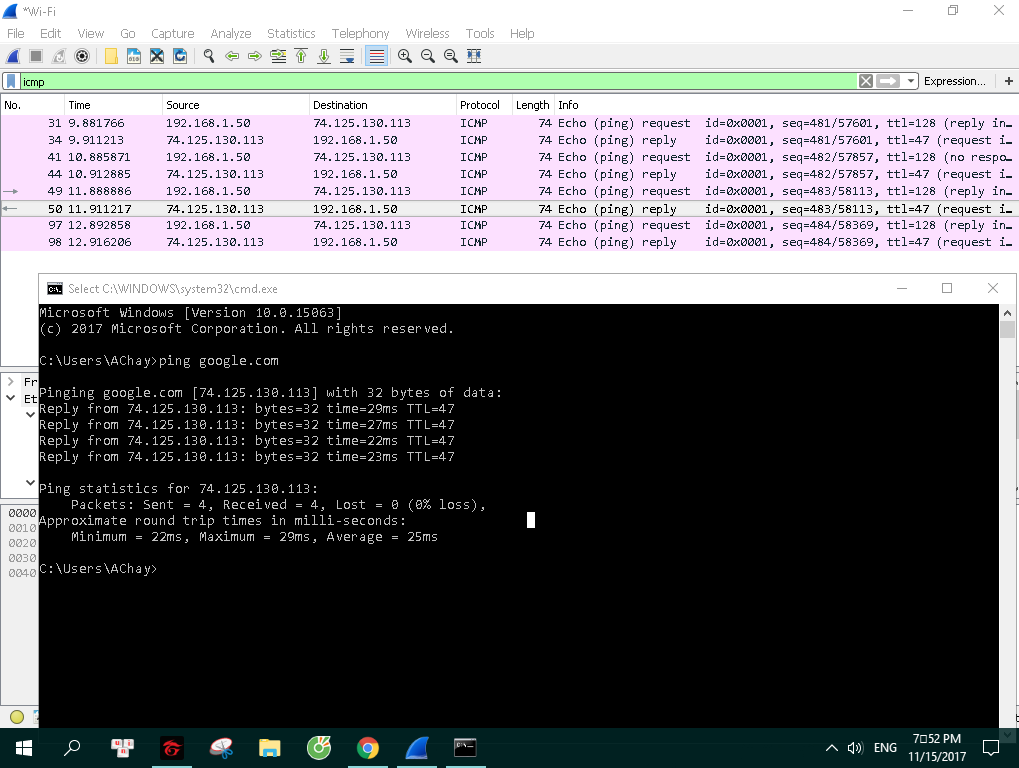 *Wi-Fi
File Edit View Go Capture Analyze Statistics Telephony Wireless Tools Help
icmp Expression... +
No. Time Source Destination Protocol Length Info
31 9.881766 192.168.1.50 74.125.130.113 ICMP 74 Echo (ping) request id=0x0001, seq=481/57601, ttl=128 (reply in…
34 9.911213 74.125.130.113 192.168.1.50 ICMP 74 Echo (ping) reply id=0x0001, seq=481/57601, ttl=47 (request i…
41 10.885871 192.168.1.50 74.125.130.113 ICMP 74 Echo (ping) request id=0x0001, seq=482/57857, ttl=128 (no respo…
44 10.912885 74.125.130.113 192.168.1.50 ICMP 74 Echo (ping) reply id=0x0001, seq=482/57857, ttl=47 (request i…
49 11.888886 192.168.1.50 74.125.130.113 ICMP 74 Echo (ping) request id=0x0001, seq=483/58113, ttl=128 (reply in…
50 11.911217 74.125.130.113 192.168.1.50 ICMP 74 Echo (ping) reply id=0x0001, seq=483/58113, ttl=47 (request i…
97 12.892858 192.168.1.50 74.125.130.113 ICMP 74 Echo (ping) request id=0x0001, seq=484/58369, ttl=128 (reply in…
98 12.916206 74.125.130.113 192.168.1.50 ICMP 74 Echo (ping) reply id=0x0001, seq=484/58369, ttl=47 (request i…
Select C:\WINDOWS\system32\cmd.exe
Microsoft Windows [Version 10.0.15063]
(c) 2017 Microsoft Corporation. All rights reserved.
C:\Users\AChay>ping google.com
Fr
Et
Pinging google.com [74.125.130.113] with 32 bytes of data:
Reply from 74.125.130.113: bytes=32 time=29ms TTL=47
Reply from 74.125.130.113: bytes=32 time=27ms TTL=47
Reply from 74.125.130.113: bytes=32 time=22ms TTL=47
Reply from 74.125.130.113: bytes=32 time=23ms TTL=47
Ping statistics for 74.125.130.113:
Packets: Sent = 4, Received = 4, Lost = 0 (0% loss),
Approximate round trip times in milli-seconds:
Minimum = 22ms, Maximum = 29ms, Average = 25ms
C:\Users\AChay>
0000
0010
0020
0030
0040
ENG
7:52 PM
11/15/2017